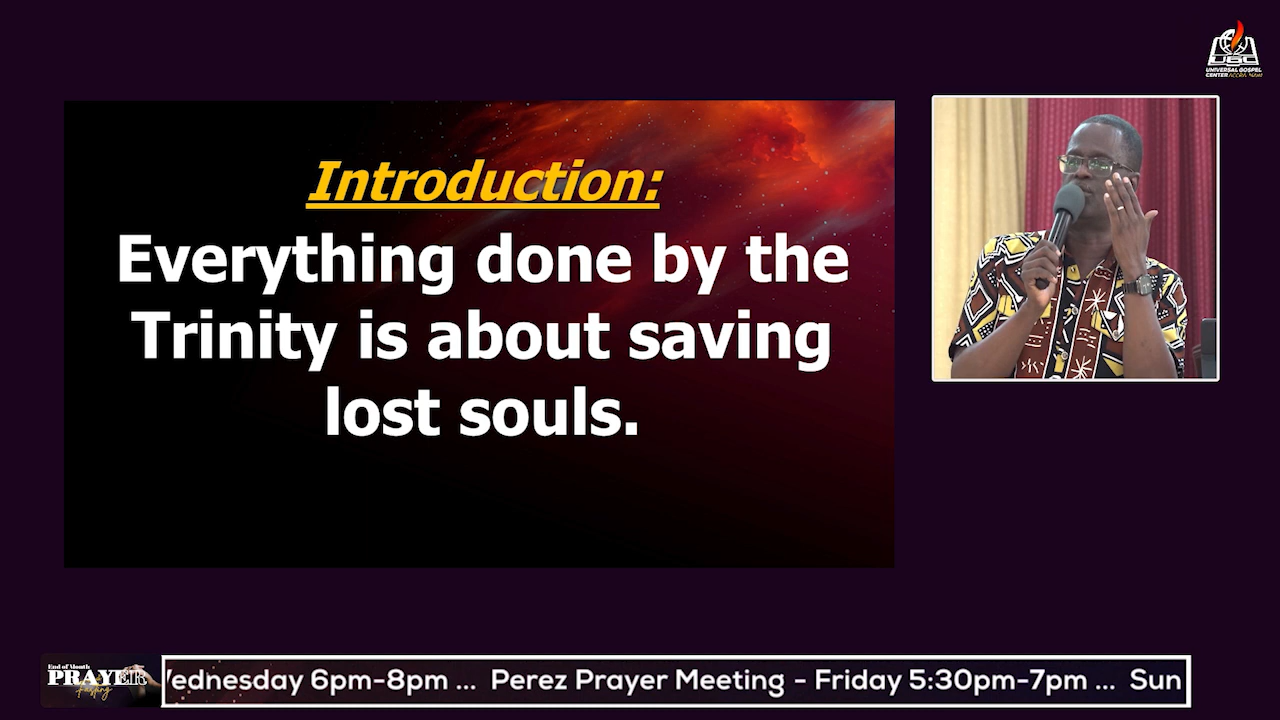 UGC
UNIVERSAL GOSPEL
CENTER
Introduction:
Everything done by the
Trinity is about saving
lost souls.
End of Month
PRAYER
Fasting
ednesday 6pm-8pm ... Perez Prayer Meeting - Friday 5:30pm-7pm ... Sun